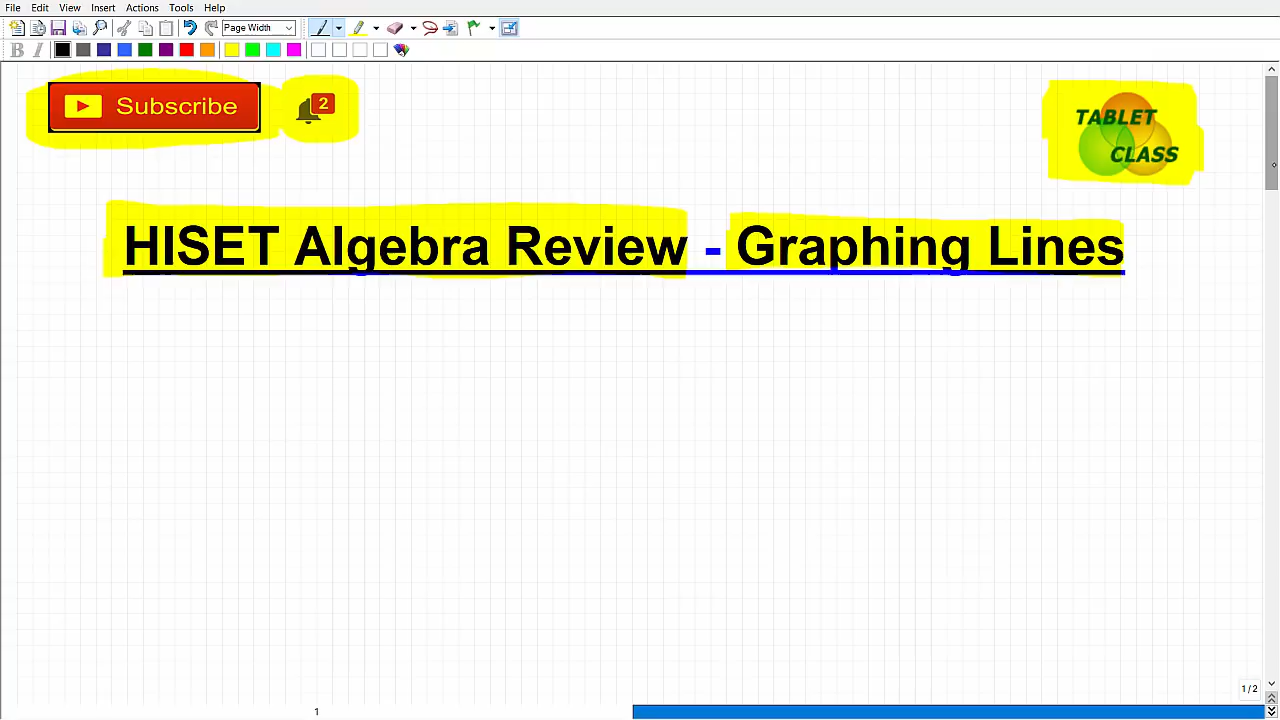 File Edit View Insert Actions Tools Help
Page Width
B I
Subscribe 2
TABLET
CLASS
HISET Algebra Review - Graphing Lines
1/2
1